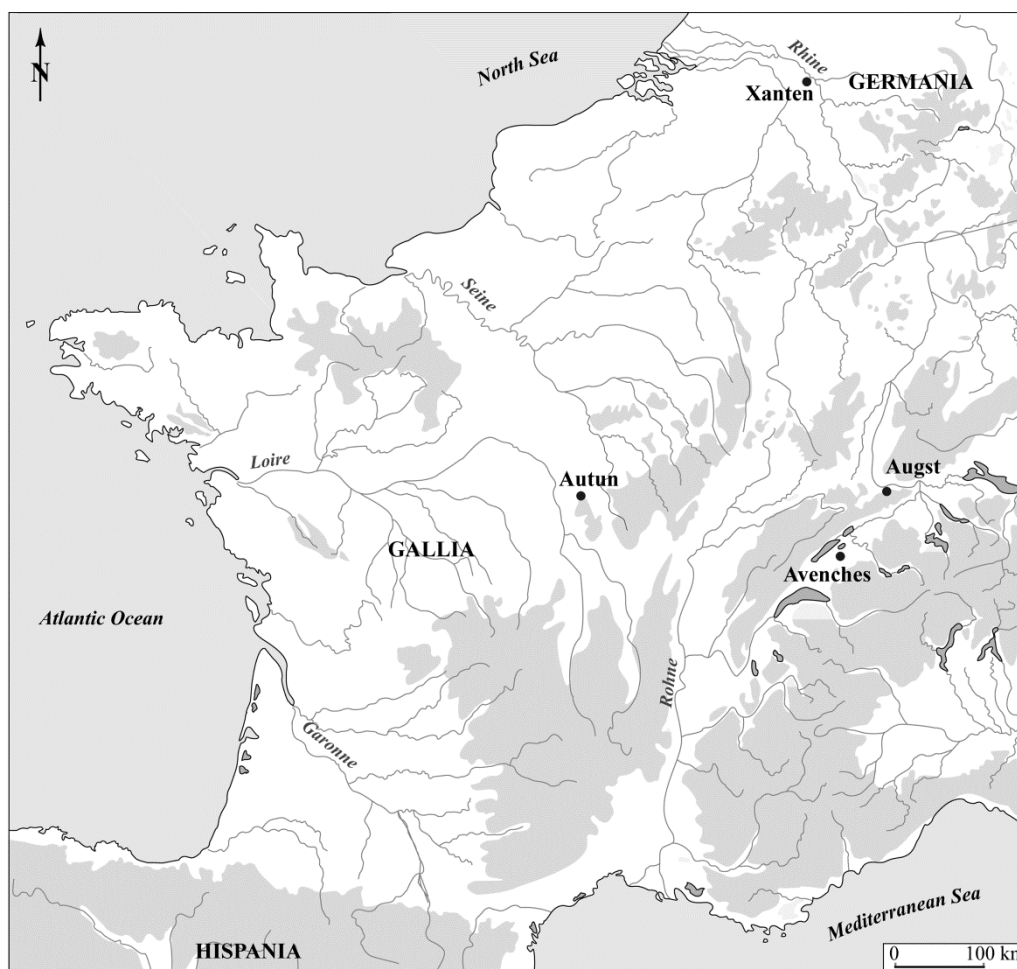 North Sea
N
Rhine
GERMANIA
Xanten
Seine
Loire
Autun
Augst
GALLIA
Avenches
Atlantic Ocean
Rohne
Garonne
Mediterranean Sea
HISPANIA
0 100 km